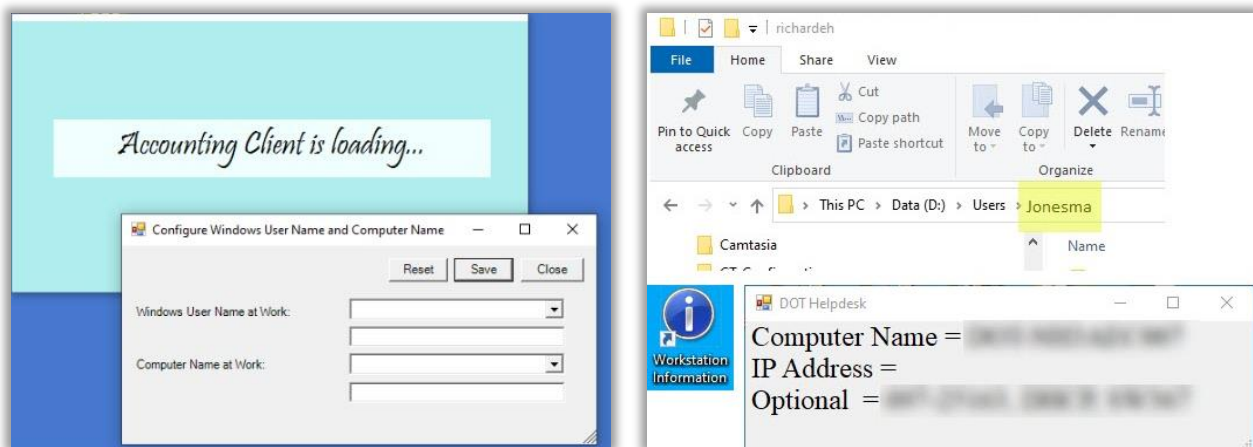 Accounting Client is loading...
Configure Windows User Name and Computer Name
Reset Save Close
Windows User Name at Work:
Computer Name at Work:
richardeh
File Home Share View
Pin to Quick access
Copy
Paste
Cut
Copy path
Paste shortcut
Move to
Copy to
Delete
Rename
Clipboard
Organize
This PC > Data (D:) > Users > Jonesma
Camtasia
Name
Workstation
Information
DOT Helpdesk
Computer Name =
IP Address =
Optional =